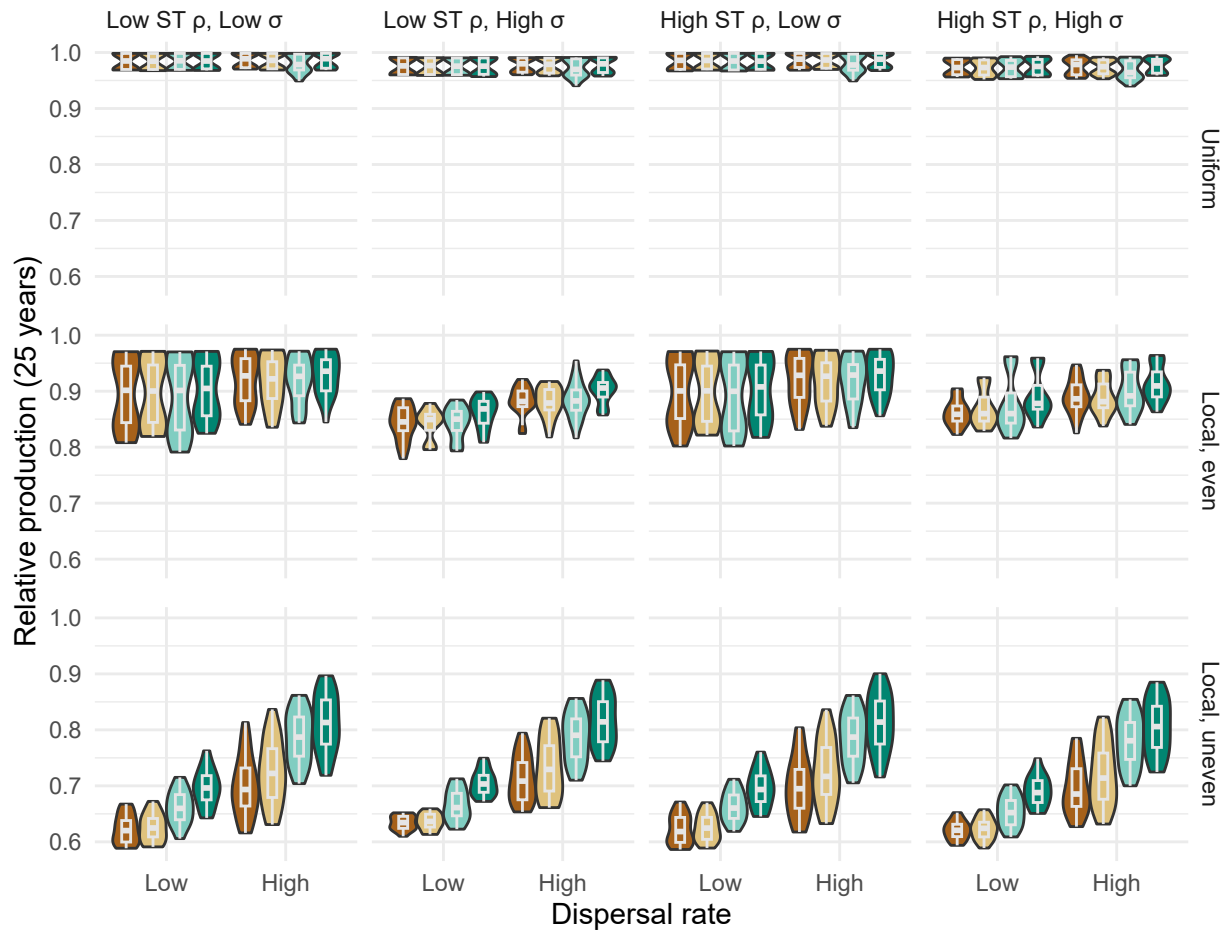 Low ST ρ, Low σ
Low ST ρ, High σ
High ST ρ, Low σ
High ST ρ, High σ
Relative production (25 years)
1.0
0.9
0.8
0.7
0.6
Uniform
1.0
0.9
0.8
0.7
0.6
Local, even
1.0
0.9
0.8
0.7
0.6
Local, uneven
Low
High
Low
High
Low
High
Low
High
Dispersal rate